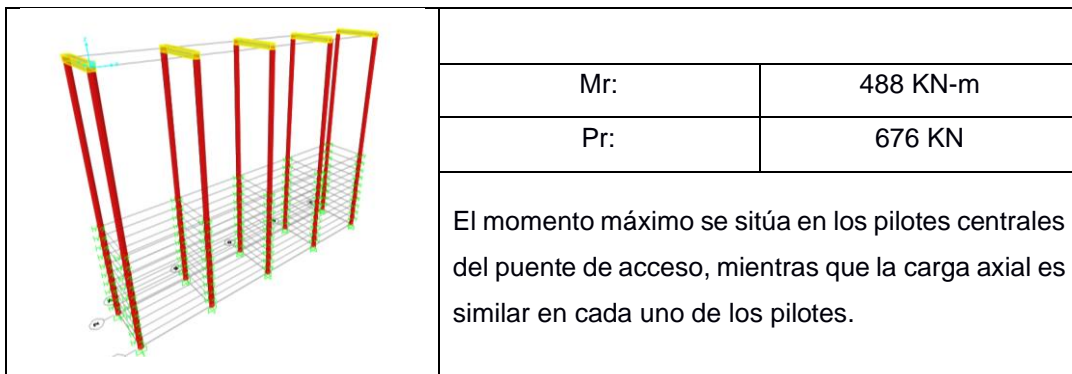 Mr: 488 KN-m
Pr: 676 KN
El momento máximo se sitúa en los pilotes centrales
del puente de acceso, mientras que la carga axial es
similar en cada uno de los pilotes.